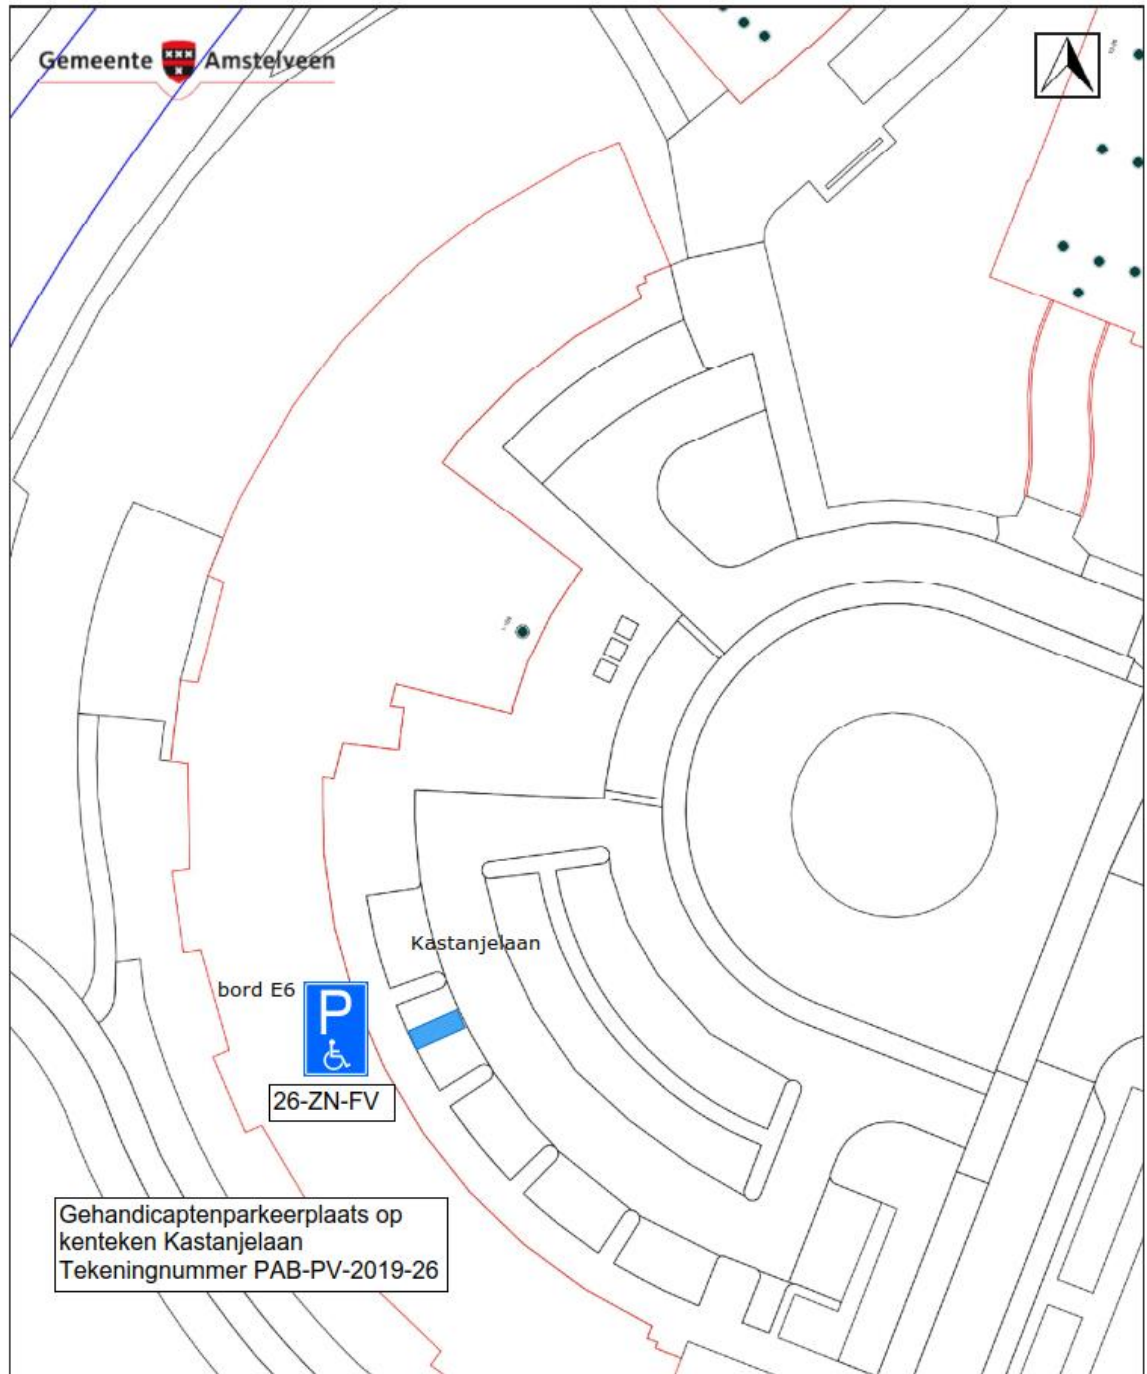 Gemeente Amstelveen
Kastanjelaan
bord E6
P
26-ZN-FV
Gehandicaptenparkeerplaats op
kenteken Kastanjelaan
Tekeningnummer PAB-PV-2019-26